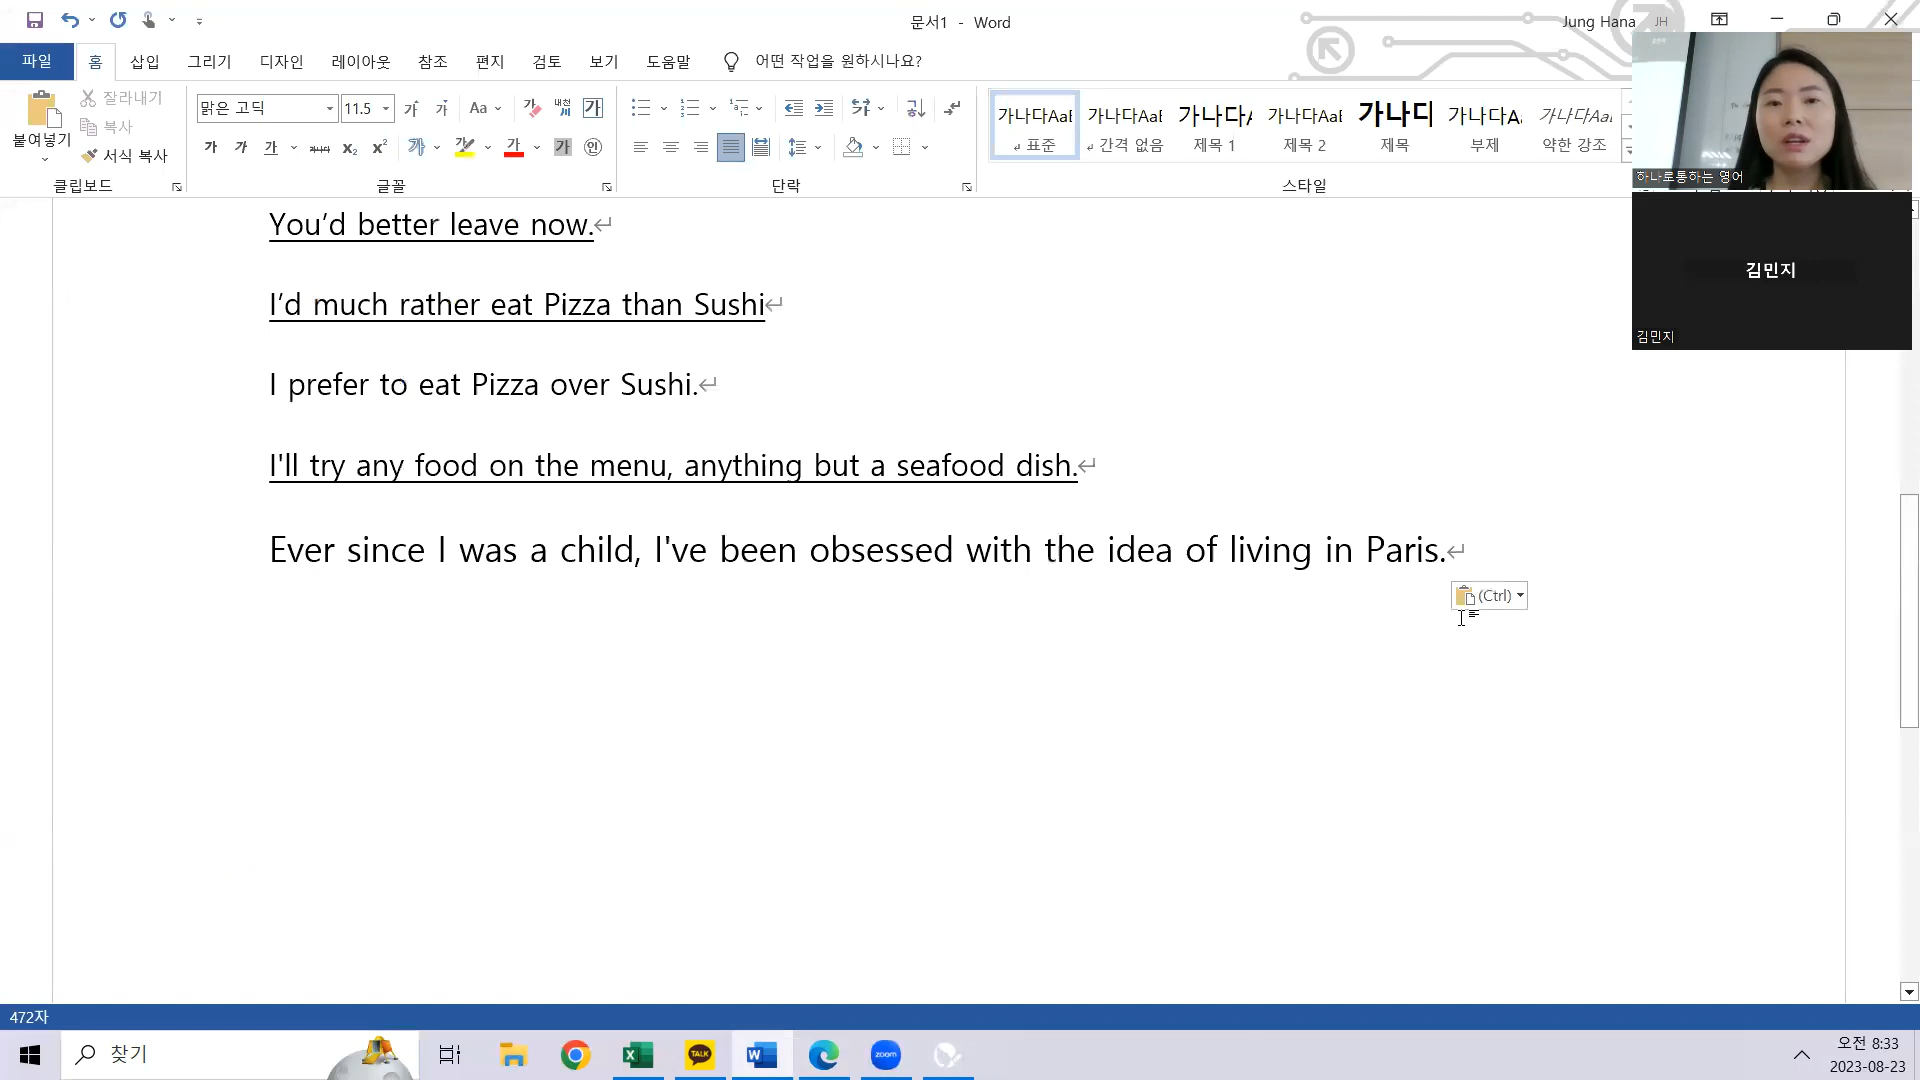 문서1 - Word
Jung Hana JH
파일 홈 삽입 그리기 디자인 레이아웃 참조 편지 검토 보기 도움말 어떤 작업을 원하시나요?
붙여넣기
잘라내기
복사
서식 복사
클립보드
맑은 고딕 11.5
글꼴
단락
가나다AaB
표준
가나다AaB
간격 없음
가나다
제목 1
가나다AaB
제목 2
가나다
제목
가나다Aa
부제
가나다Aa
약한 강조
스타일
하나로통하는 영어
김민지
김민지
You’d better leave now.
I’d much rather eat Pizza than Sushi
I prefer to eat Pizza over Sushi.
I'll try any food on the menu, anything but a seafood dish.
Ever since I was a child, I've been obsessed with the idea of living in Paris.
(Ctrl)
472자
찾기
TALK
zoom
오전 8:33
2023-08-23